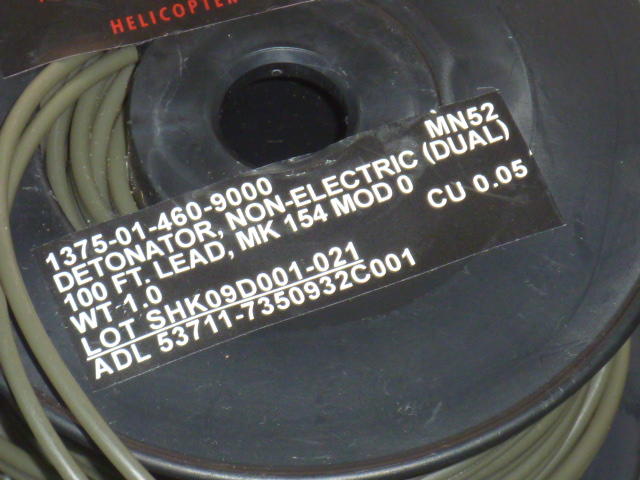 HELICOPTER
MN52
1375-01-460-9000
DETONATOR, NON-ELECTRIC (DUAL)
100 FT. LEAD, MK 154 MOD 0
WT. 1.0 CU 0.05
LOT SHK09D001-021
ADL 53711-7350932C001